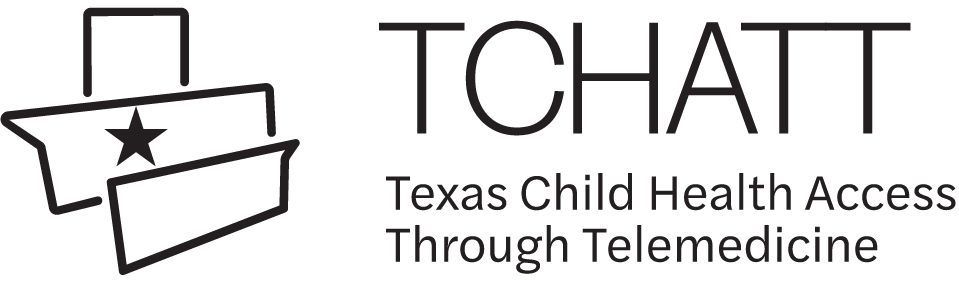 TCHATT
Texas Child Health Access
Through Telemedicine